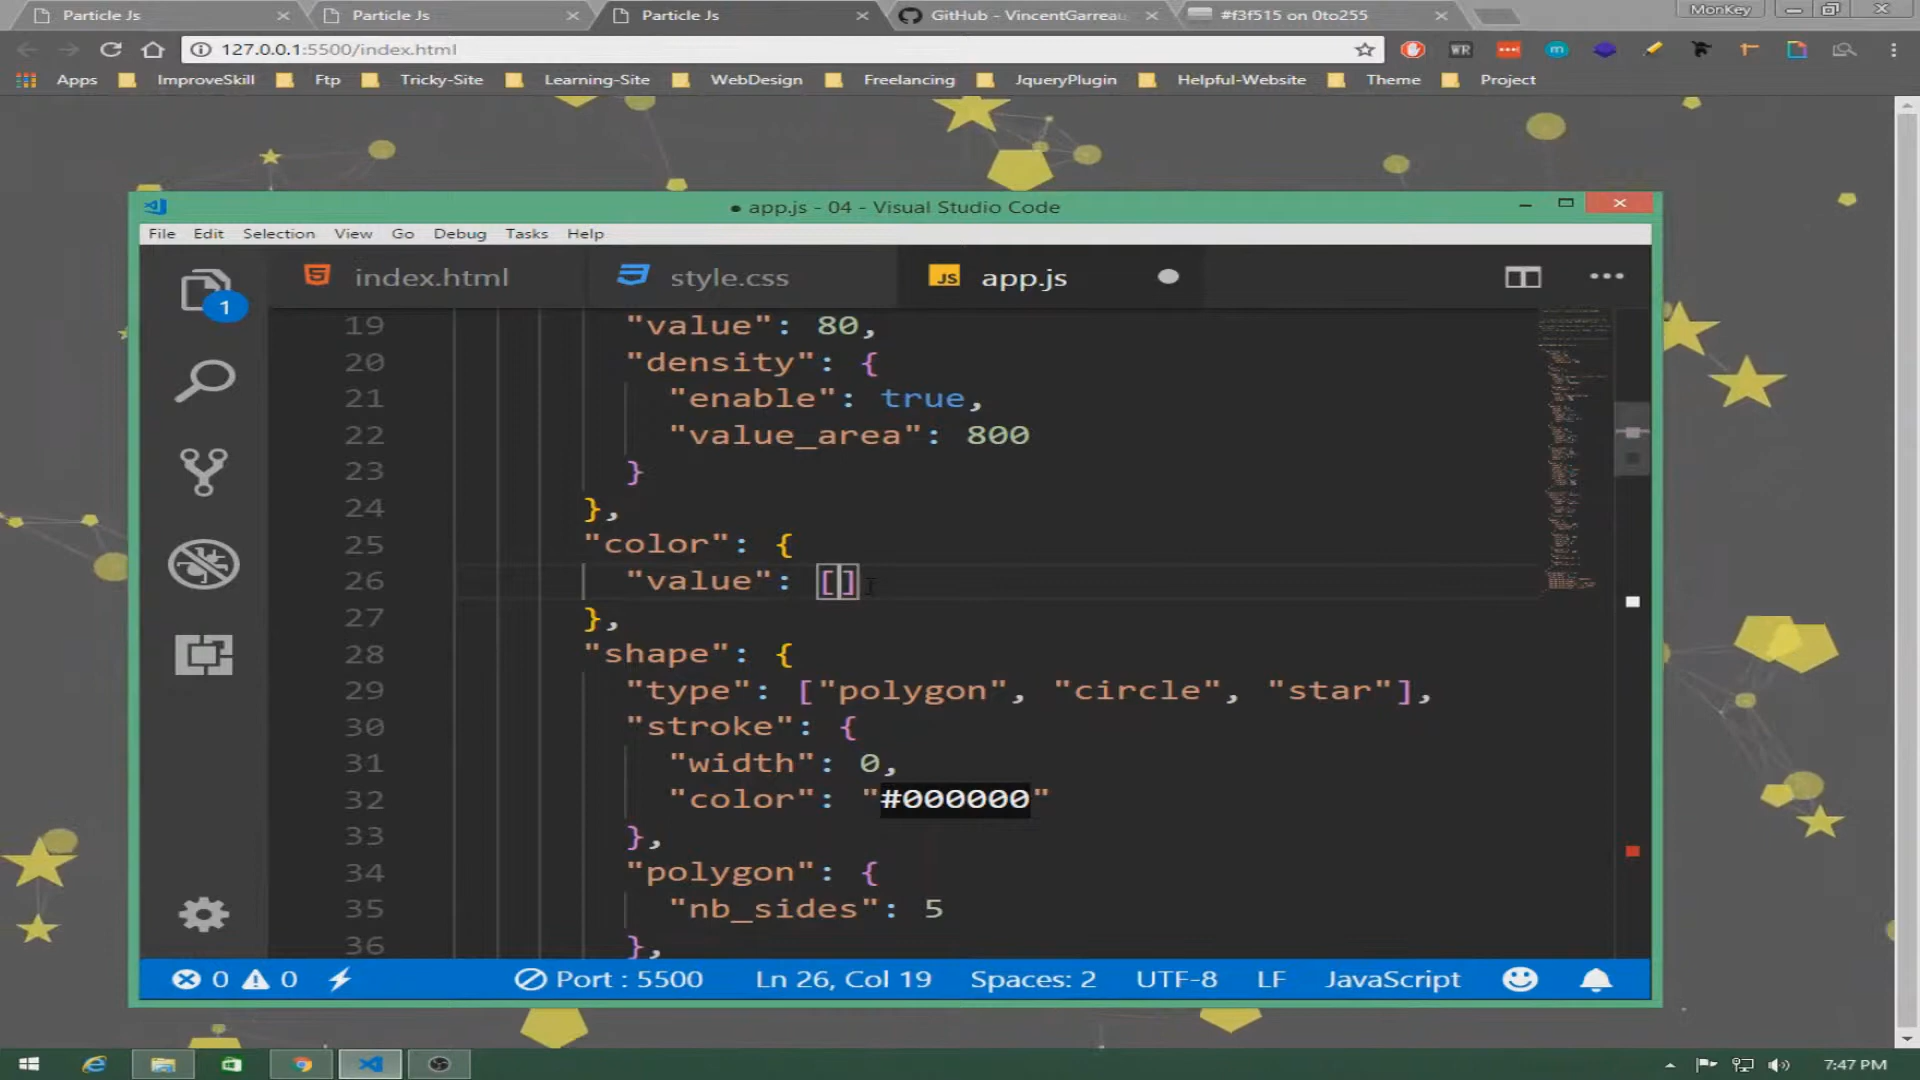 Particle Js
Particle Js
Particle Js
GitHub - VincentGarreau
#f3f515 on 0to255
MonKey
127.0.0.1:5500/index.html
WR
m
Apps ImproveSkill Ftp Tricky-Site Learning-Site WebDesign Freelancing JqueryPlugin Helpful-Website Theme Project
● app.js - 04 - Visual Studio Code
File Edit Selection View Go Debug Tasks Help
1
index.html style.css JS app.js
19 "value": 80,
20 "density": {
21 "enable": true,
22 "value_area": 800
23 }
24 },
25 "color": {
26 "value": []
27 },
28 "shape": {
29 "type": ["polygon", "circle", "star"],
30 "stroke": {
31 "width": 0,
32 "color": "#000000"
33 },
34 "polygon": {
35 "nb_sides": 5
36 },
0 0 Port : 5500 Ln 26, Col 19 Spaces: 2 UTF-8 LF JavaScript
7:47 PM